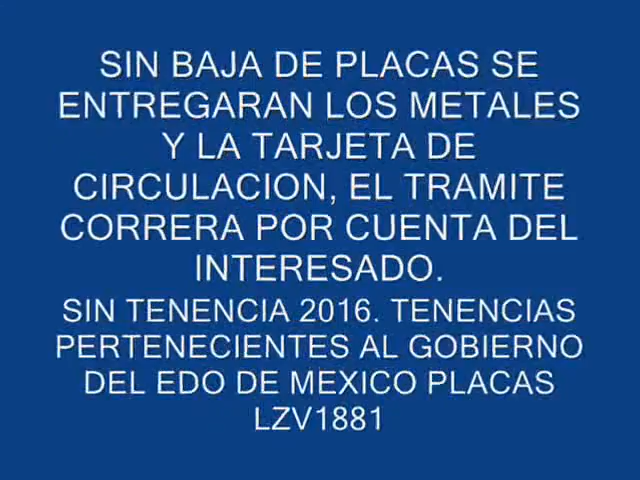 SIN BAJA DE PLACAS SE
ENTREGARAN LOS METALES
Y LA TARJETA DE
CIRCULACION, EL TRAMITE
CORRERA POR CUENTA DEL
INTERESADO.
SIN TENENCIA 2016. TENENCIAS
PERTENECIENTES AL GOBIERNO
DEL EDO DE MEXICO PLACAS
LZV1881